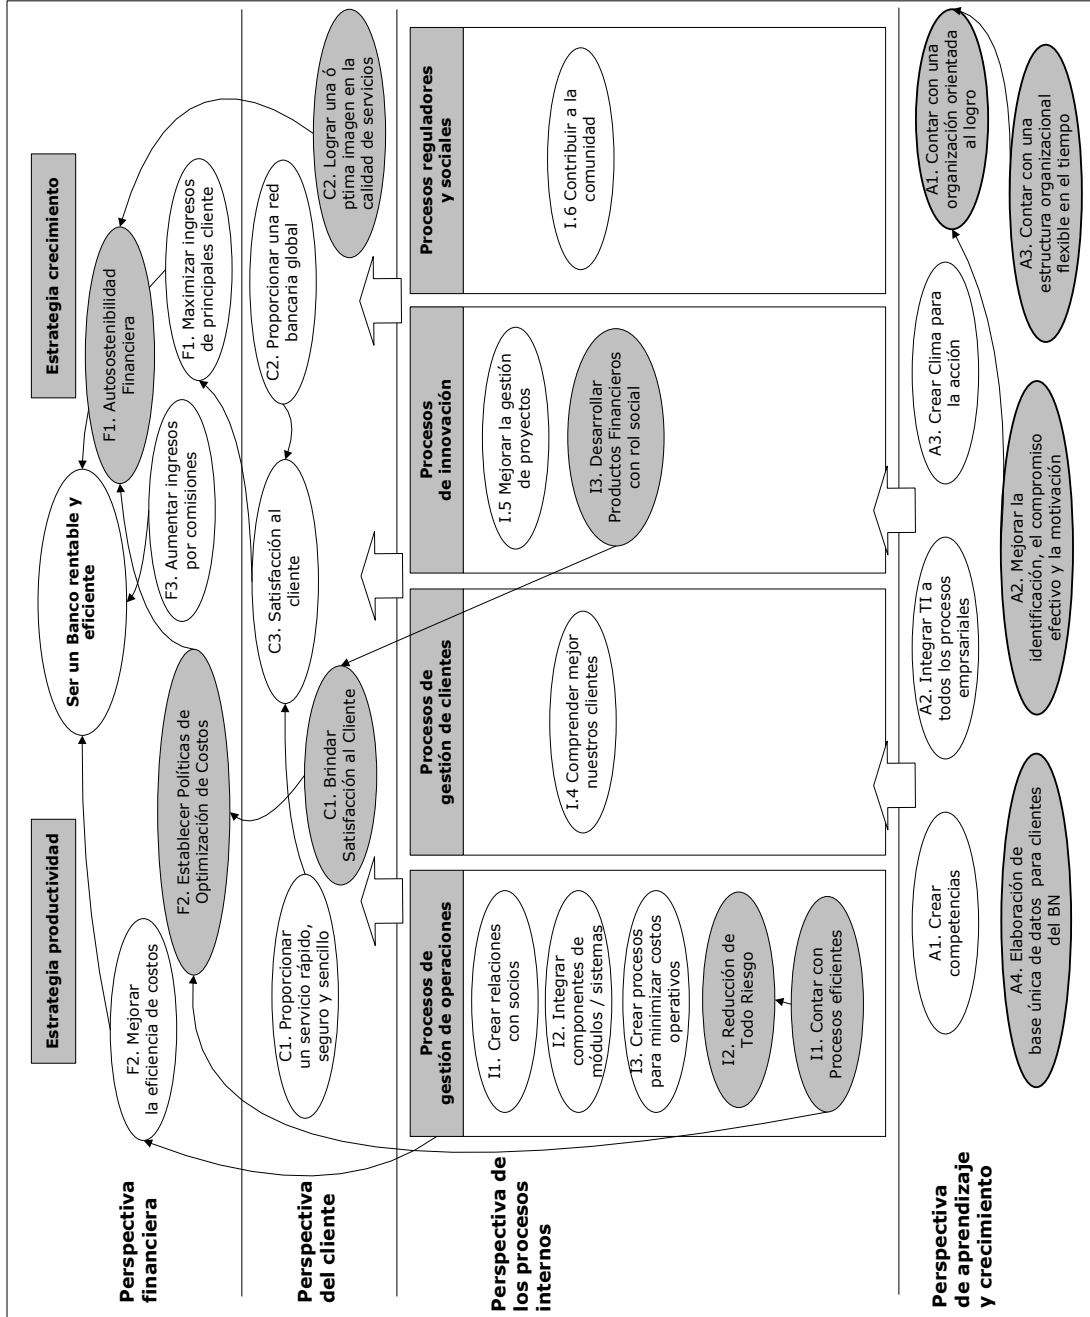 Estrategia productividad
Estrategia crecimiento
Perspectiva
financiera
Ser un Banco rentable y
eficiente
F2. Mejorar
la eficiencia de costos
F2. Establecer Políticas de
Optimización de Costos
F3. Aumentar ingresos
por comisiones
F1. Autosostenibilidad
Financiera
F1. Maximizar ingresos
de principales cliente
Perspectiva
del cliente
C1. Proporcionar
un servicio rápido,
seguro y sencillo
C1. Brindar
Satisfacción al Cliente
C3. Satisfacción al
cliente
C2. Proporcionar una red
bancaria global
C2. Lograr una ó
ptima imagen en la
calidad de servicios
Perspectiva de
los procesos
internos
Procesos de
gestión de operaciones
I1. Crear relaciones
con socios
I2. Integrar
componentes de
módulos / sistemas
I3. Crear procesos
para minimizar costos
operativos
I2. Reducción de
Todo Riesgo
I1. Contar con
Procesos eficientes
Procesos de
gestión de clientes
I.4 Comprender mejor
nuestros clientes
Procesos
de innovación
I.5 Mejorar la gestión
de proyectos
I3. Desarrollar
Productos Financieros
con rol social
Procesos reguladores
y sociales
I.6 Contribuir a la
comunidad
Perspectiva
de aprendizaje
y crecimiento
A1. Crear
competencias
A2. Integrar TI a
todos los procesos
emprsariales
A3. Crear Clima para
la acción
A1. Contar con una
organización orientada
al logro
A4. Elaboración de
base única de datos  para clientes
del BN
A2. Mejorar la
identificación, el compromiso
efectivo y la motivación
A3. Contar con una
estructura organizacional
flexible en el tiempo